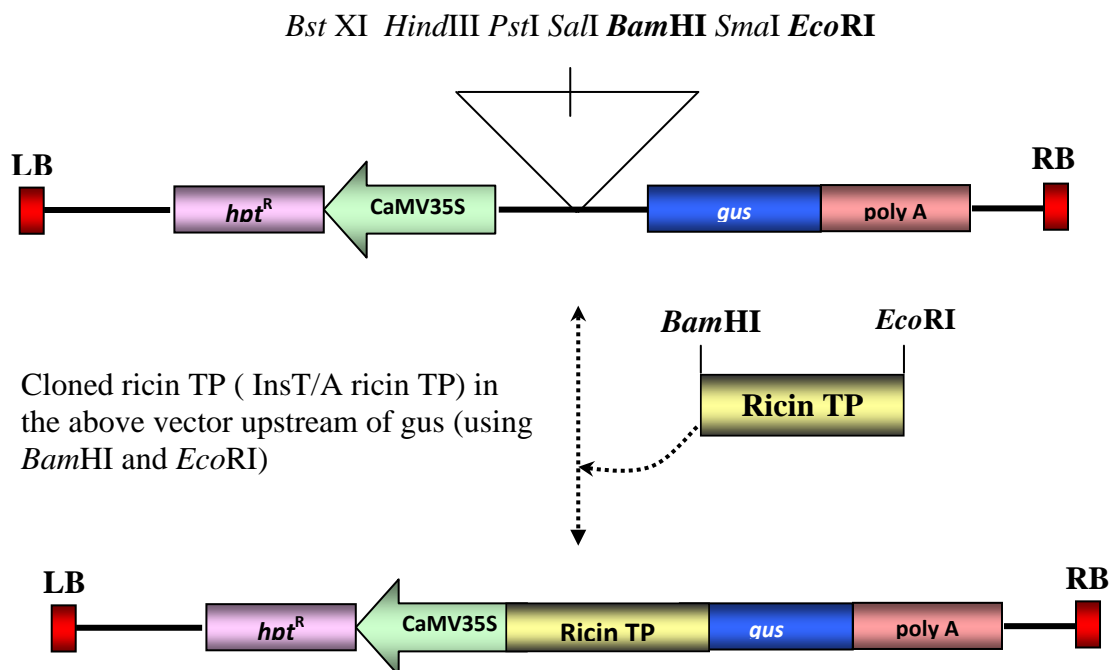 Bst XI HindIII PstI SalI BamHI SmaI EcoRI
LB
RB
hptᴿ
CaMV35S
gus
poly A
BamHI
EcoRI
Cloned ricin TP ( InsT/A ricin TP) in
the above vector upstream of gus (using
BamHI and EcoRI)
Ricin TP
LB
RB
hptᴿ
CaMV35S
Ricin TP
gus
poly A